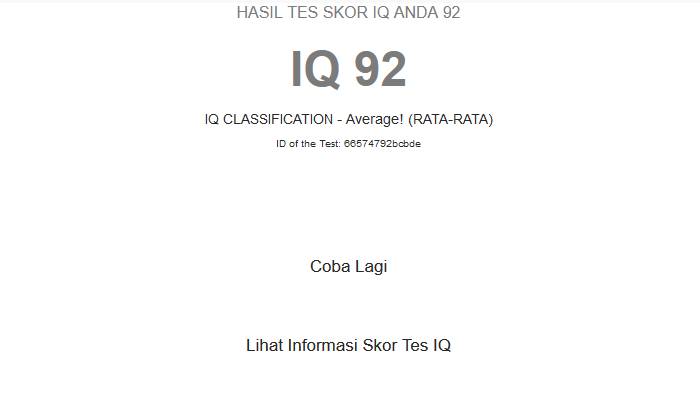 HASIL TES SKOR IQ ANDA 92
IQ 92
IQ CLASSIFICATION - Average! (RATA-RATA)
ID of the Test: 66574792bcbde
Coba Lagi
Lihat Informasi Skor Tes IQ